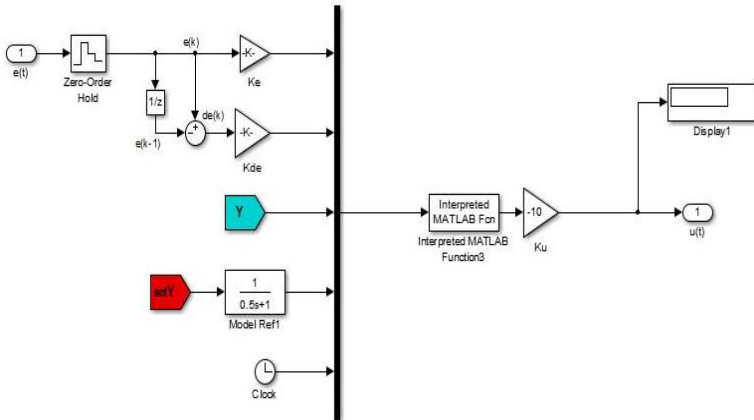 1
e(t)
Zero-Order
Hold
e(k)
-K-
Ke
1/z
de(k)
e(k-1)
-K-
Kde
Y
setY
1
0.5s+1
Model Ref1
Clock
Interpreted
MATLAB Fcn
Interpreted MATLAB
Function3
-10
Ku
Display1
1
u(t)